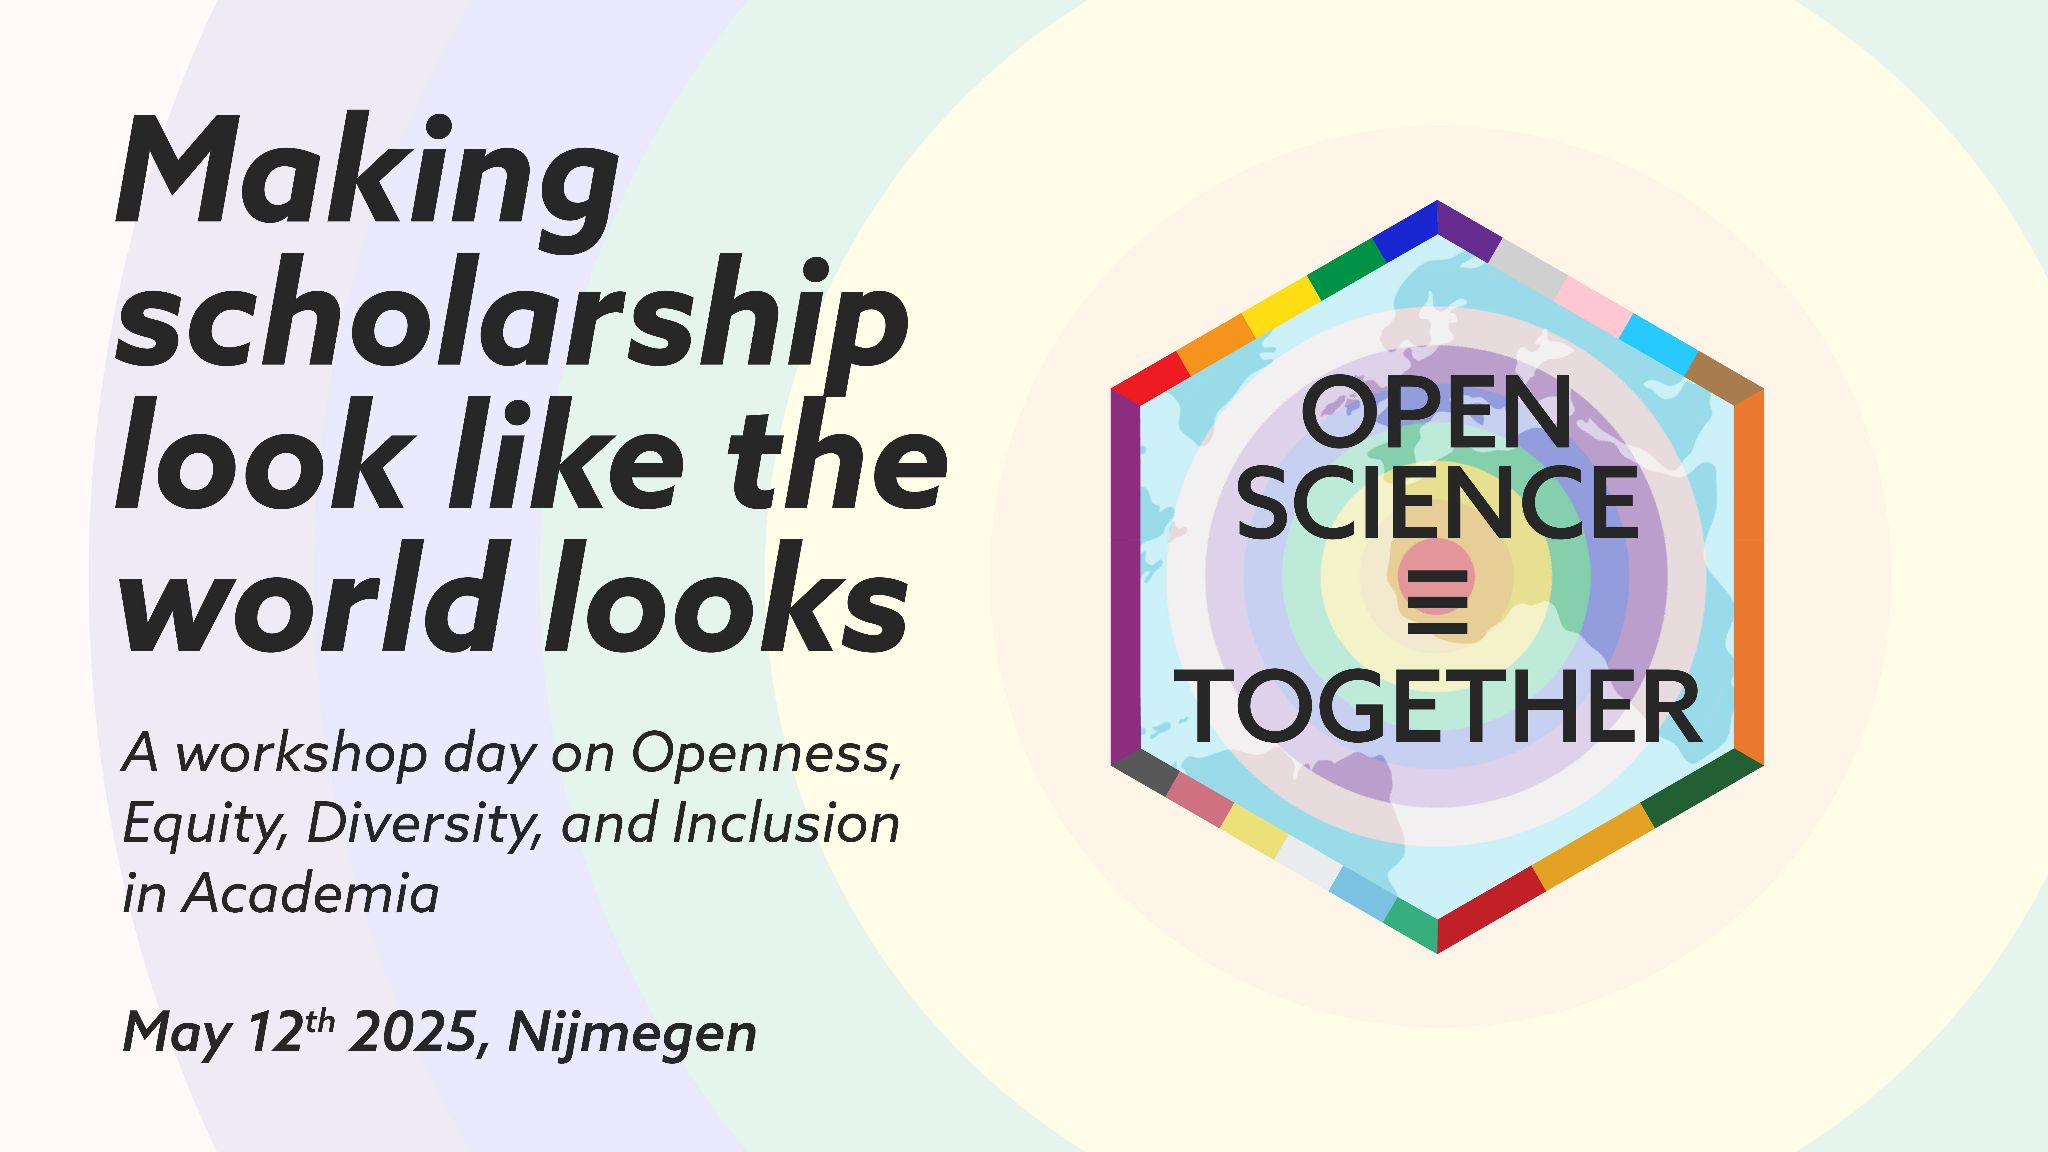 Making
scholarship
look like the
world looks
A workshop day on Openness,
Equity, Diversity, and Inclusion
in Academia
May 12th 2025, Nijmegen
OPEN
SCIENCE
≡
TOGETHER